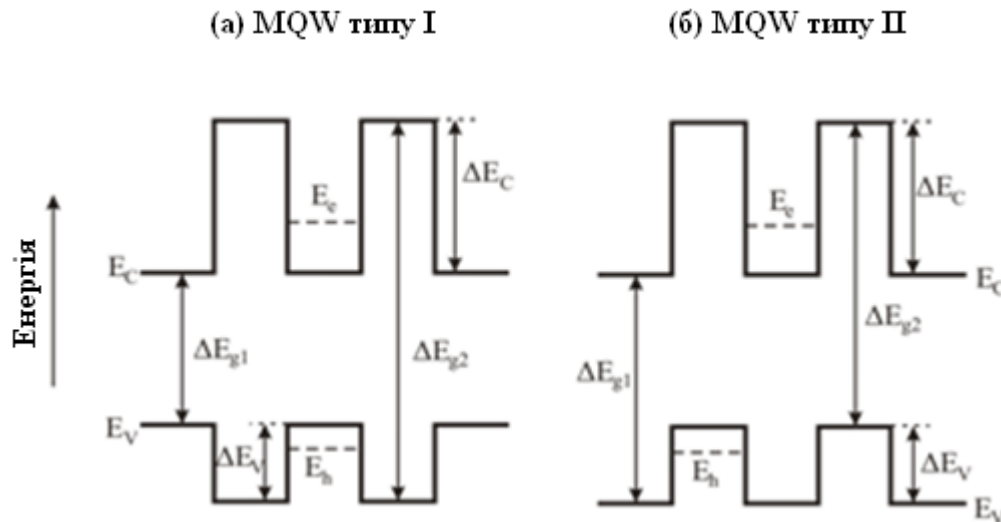 (а) MQW типу I
(б) MQW типу II
Енергія
E_C
E_V
ΔE_g1
ΔE_V
E_e
E_h
ΔE_g2
ΔE_C
ΔE_g1
E_e
E_h
ΔE_g2
ΔE_C
E_C
ΔE_V
E_V